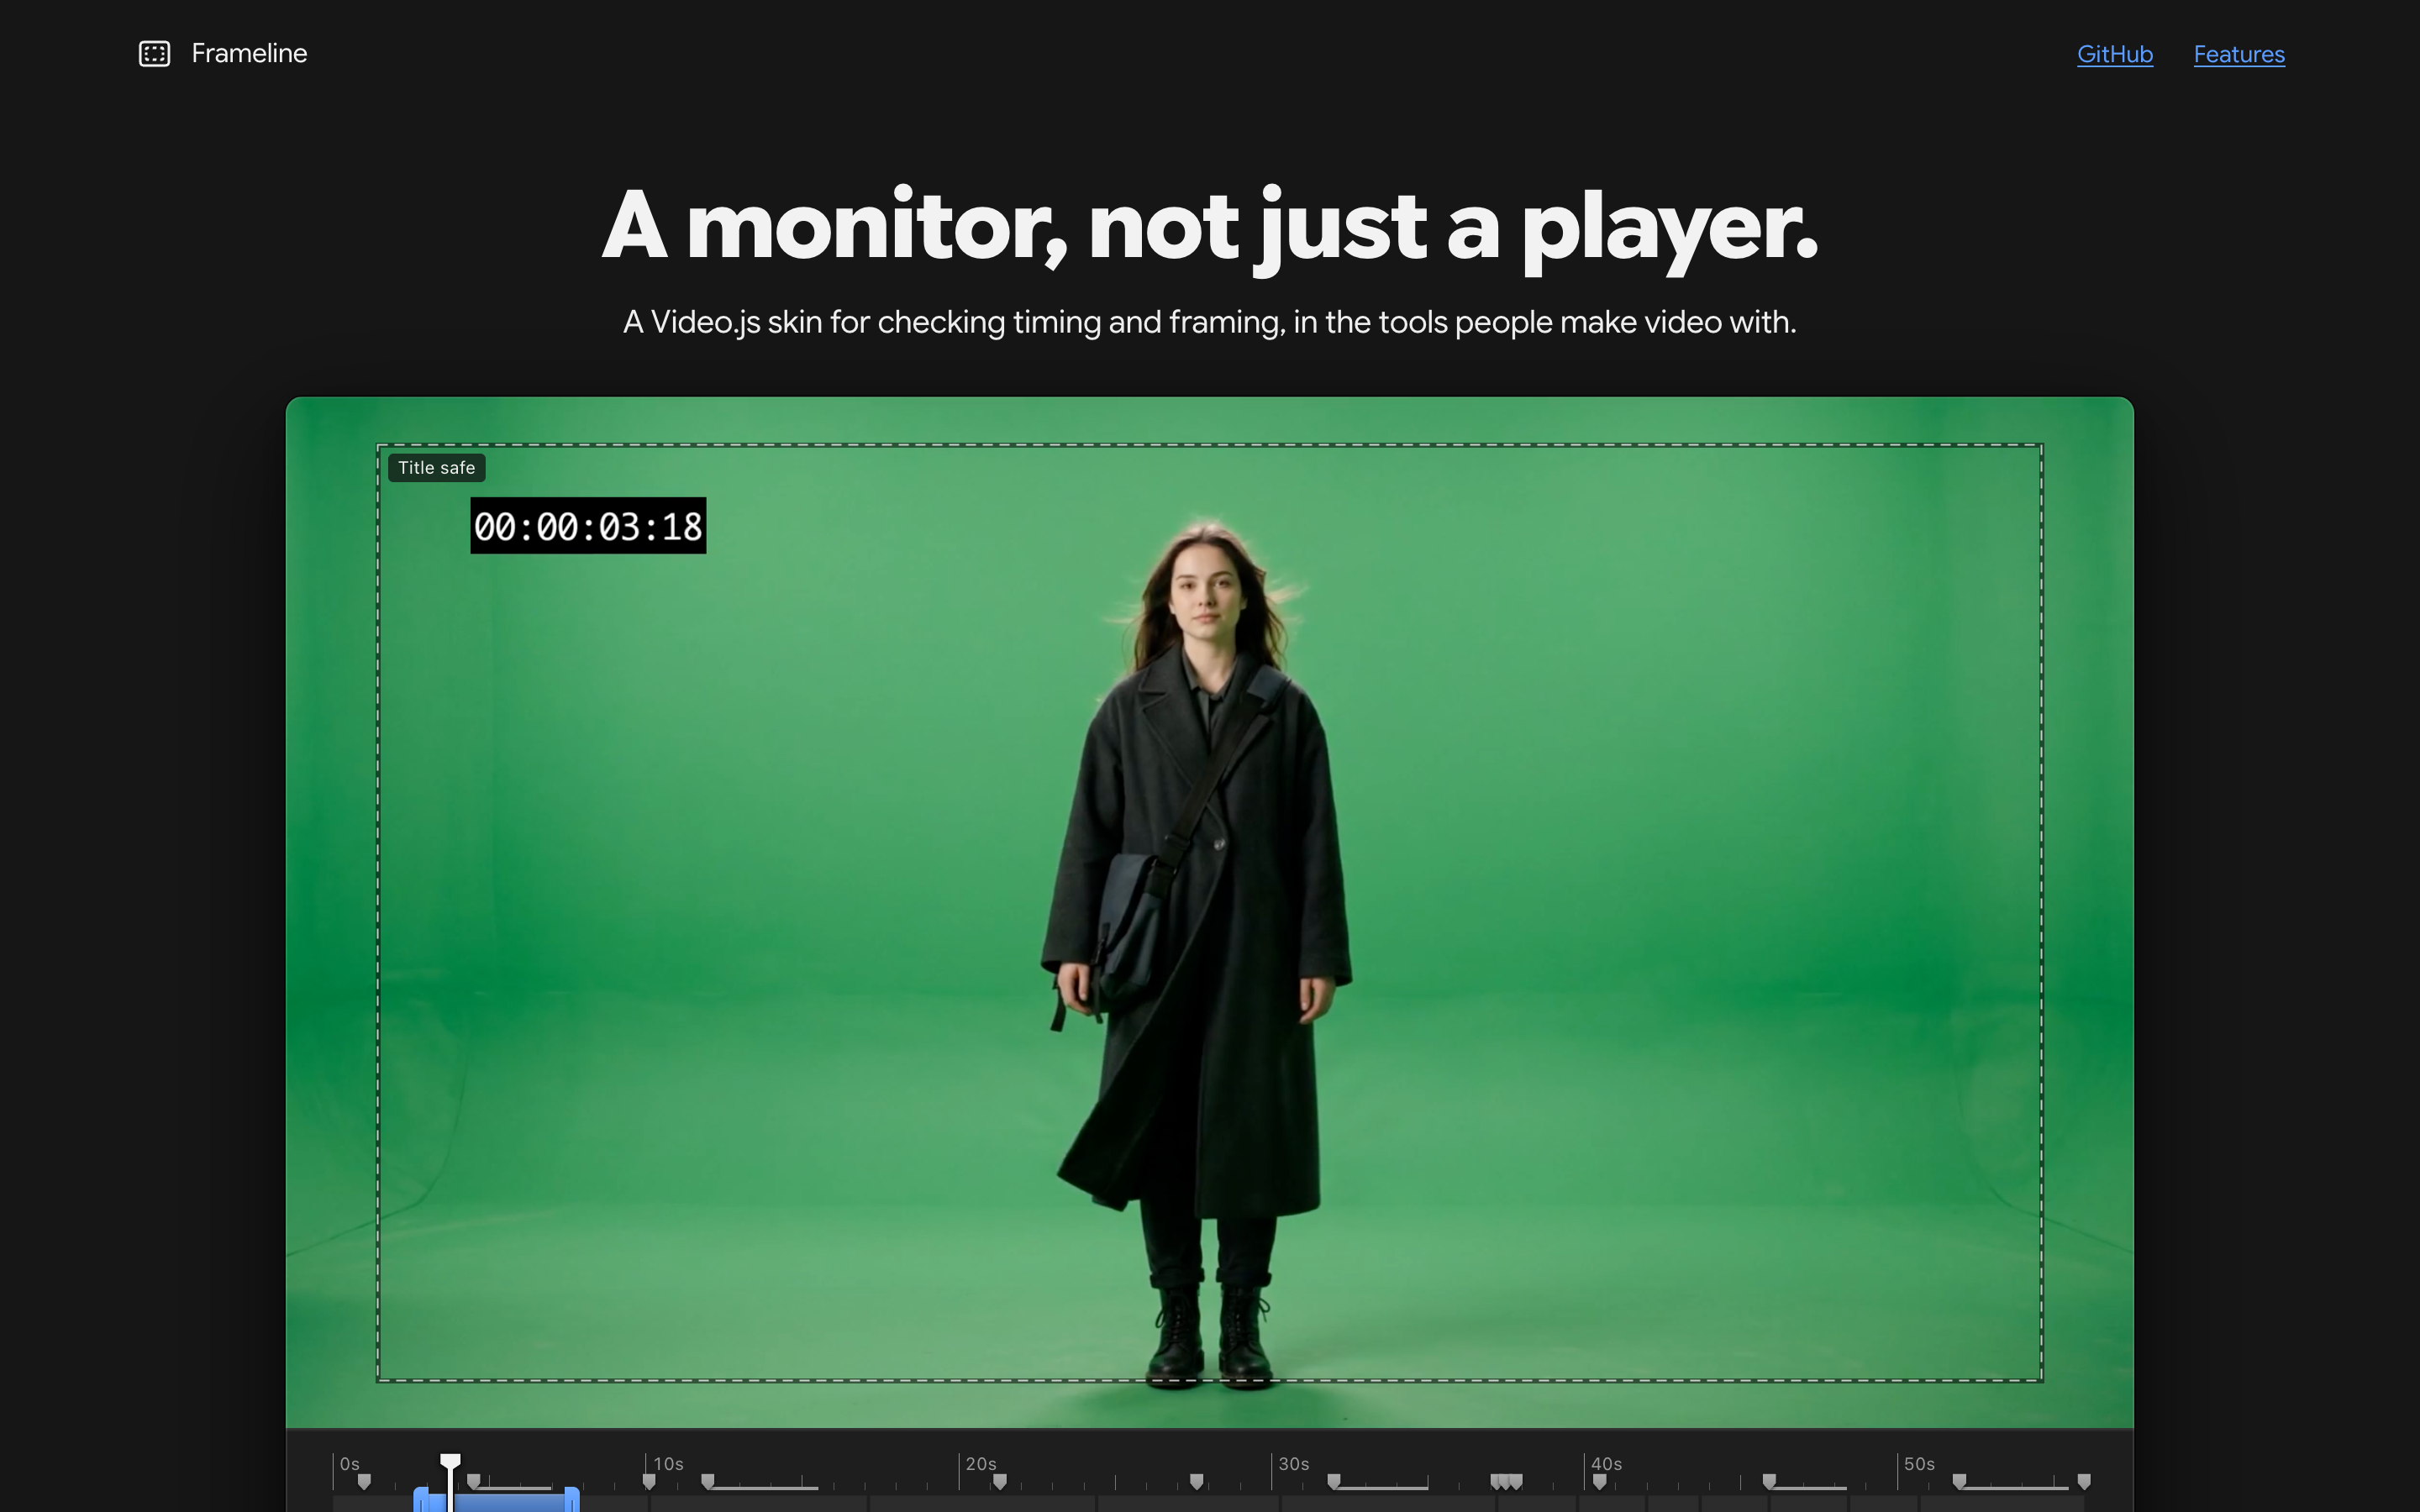 Frameline
GitHub Features
A monitor, not just a player.
A Video.js skin for checking timing and framing, in the tools people make video with.
Title safe
00:00:03:18
0s 10s 20s 30s 40s 50s